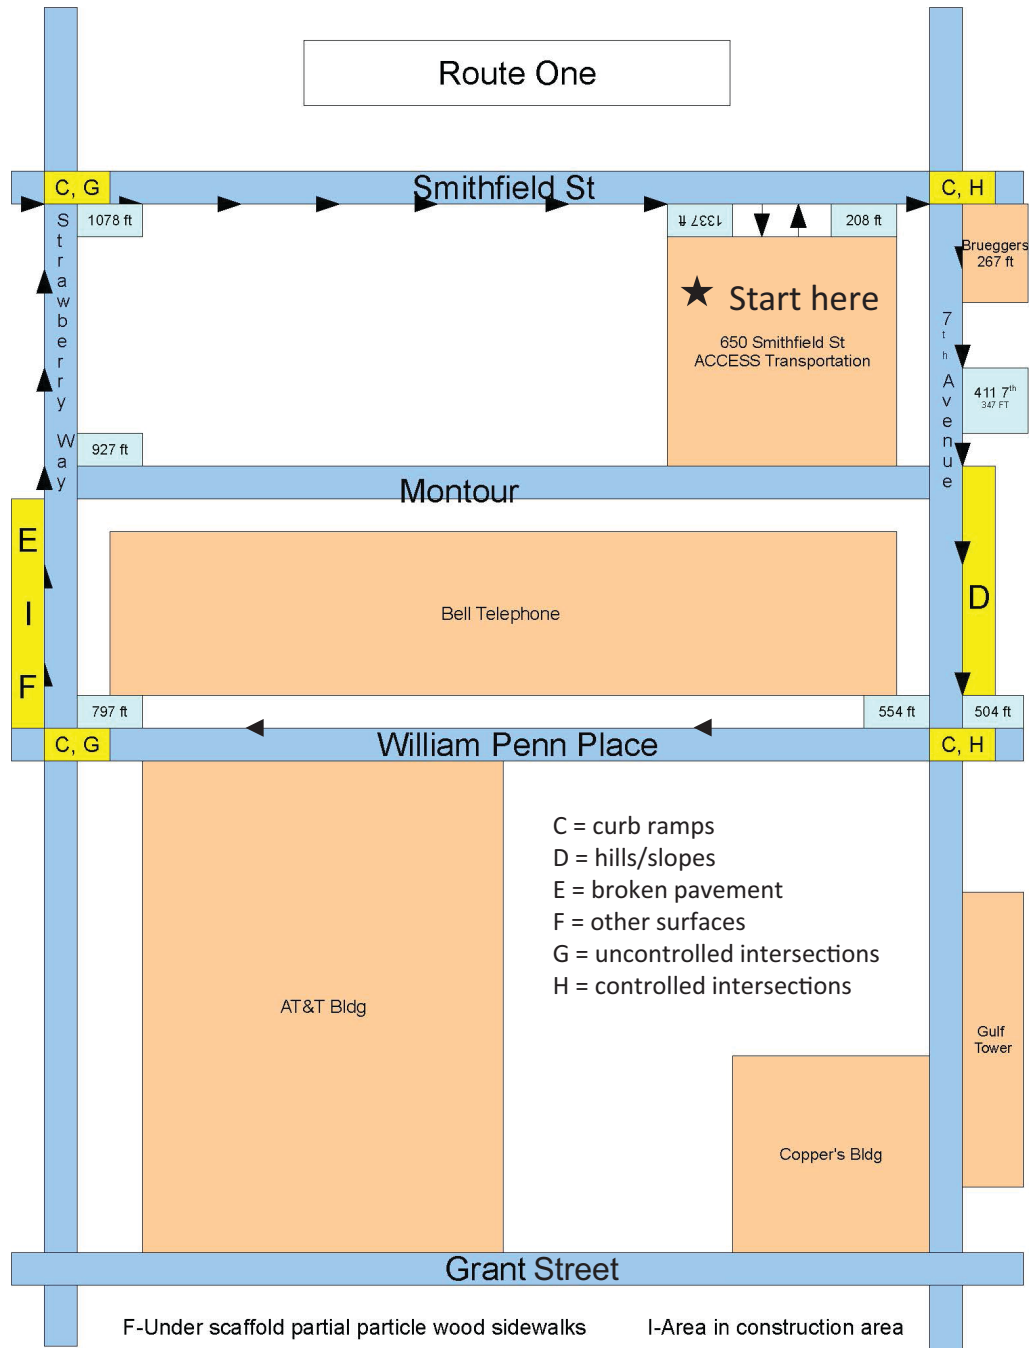 Route One
C, G
Smithfield St
C, H
1078 ft
1337 ft
208 ft
Brueggers
267 ft
Strawberry Way
★ Start here
650 Smithfield St
ACCESS Transportation
7th Avenue
411 7th
347 FT
927 ft
Montour
E
I
F
Bell Telephone
D
797 ft
554 ft
504 ft
C, G
William Penn Place
C, H
C = curb ramps
D = hills/slopes
E = broken pavement
F = other surfaces
G = uncontrolled intersections
H = controlled intersections
AT&T Bldg
Gulf
Tower
Copper's Bldg
Grant Street
F-Under scaffold partial particle wood sidewalks
I-Area in construction area